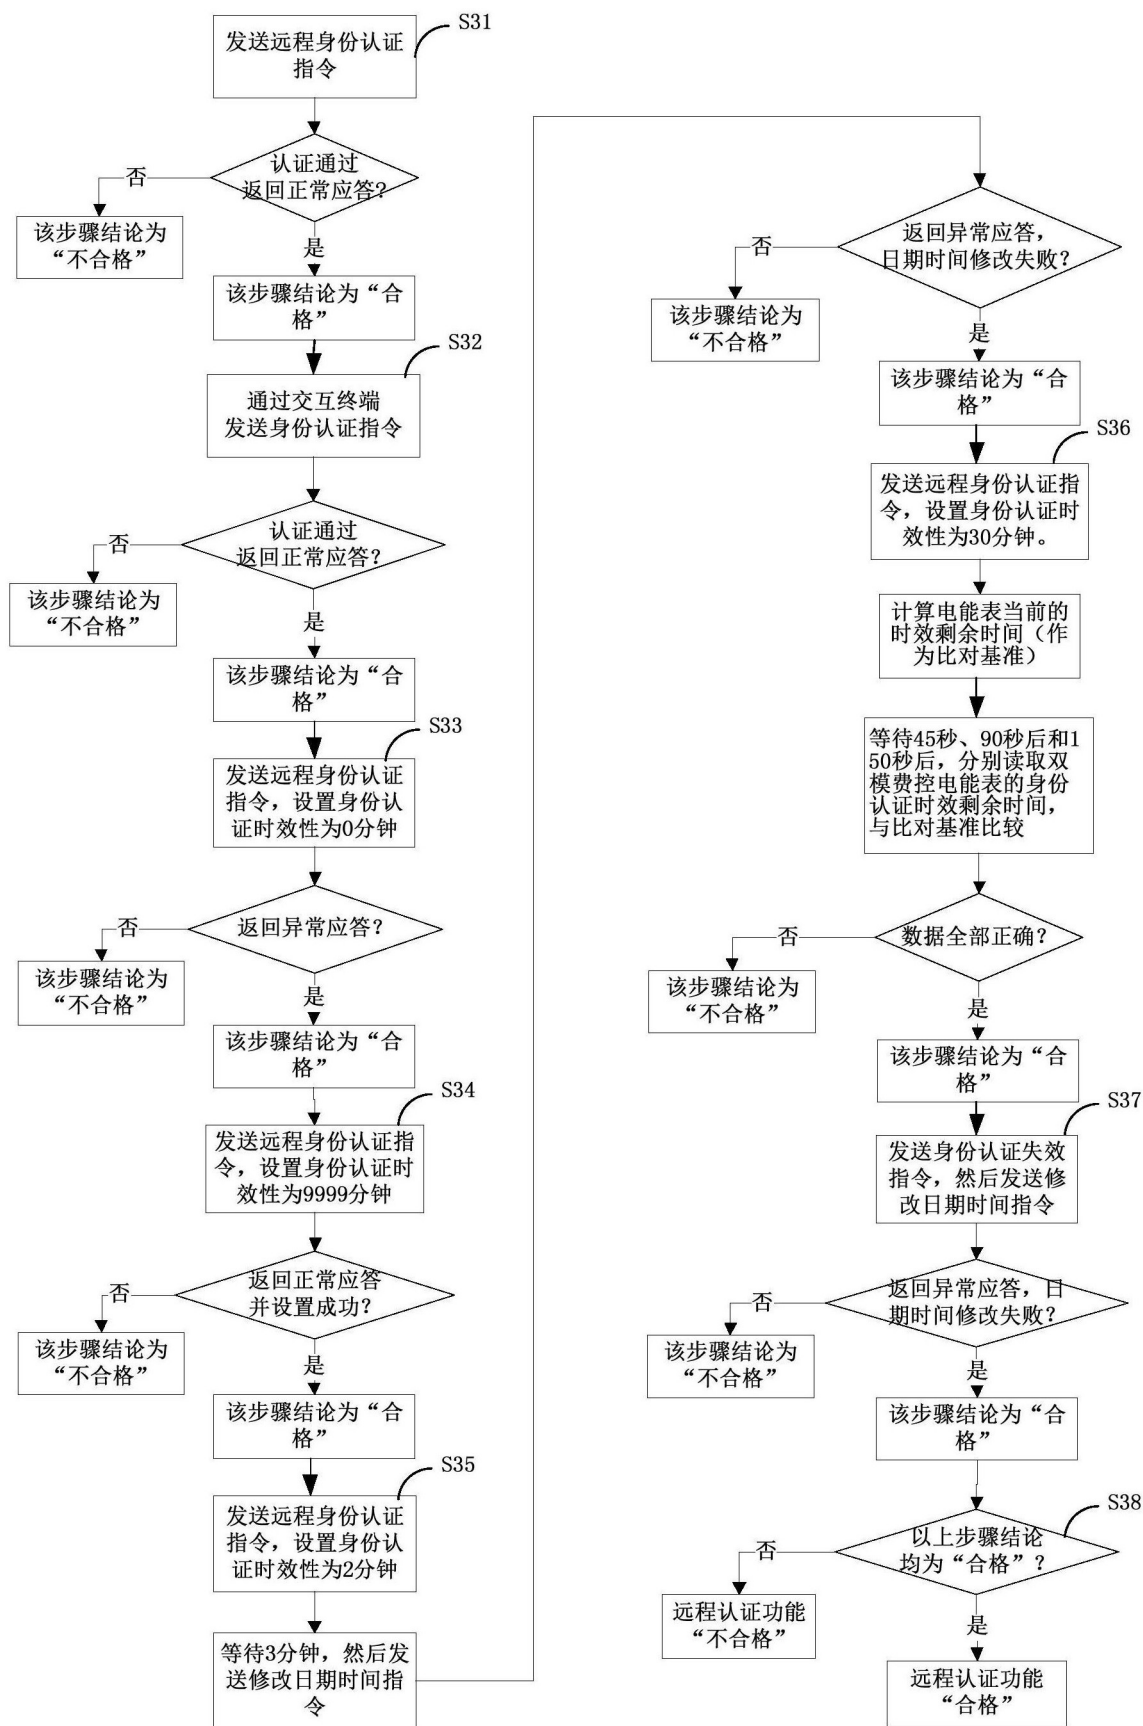 S31
发送远程身份认证
指令
认证通过
返回正常应答?
否
该步骤结论为
“不合格”
是
该步骤结论为“合
格”
S32
通过交互终端
发送身份认证指令
认证通过
返回正常应答?
否
该步骤结论为
“不合格”
是
该步骤结论为“合
格”
S33
发送远程身份认证
指令，设置身份认
证时效性为0分钟
返回异常应答?
否
该步骤结论为
“不合格”
是
该步骤结论为“合
格”
S34
发送远程身份认证指
令，设置身份认证时
效性为9999分钟
返回正常应答
并设置成功?
否
该步骤结论为
“不合格”
是
该步骤结论为“合
格”
S35
发送远程身份认证
指令，设置身份认
证时效性为2分钟
等待3分钟，然后发
送修改日期时间指
令
返回异常应答，
日期时间修改失败?
否
该步骤结论为
“不合格”
是
该步骤结论为“合
格”
S36
发送远程身份认证指
令，设置身份认证时
效性为30分钟。
计算电能表当前的
时效剩余时间（作
为比对基准）
等待45秒、90秒后和1
50秒后，分别读取双
模费控电能表的身份
认证时效剩余时间，
与比对基准比较
数据全部正确?
否
该步骤结论为
“不合格”
是
该步骤结论为“合
格”
S37
发送身份认证失效
指令，然后发送修
改日期时间指令
返回异常应答，日
期时间修改失败?
否
该步骤结论为
“不合格”
是
该步骤结论为“合
格”
S38
以上步骤结论
均为“合格”?
否
远程认证功能
“不合格”
是
远程认证功能
“合格”